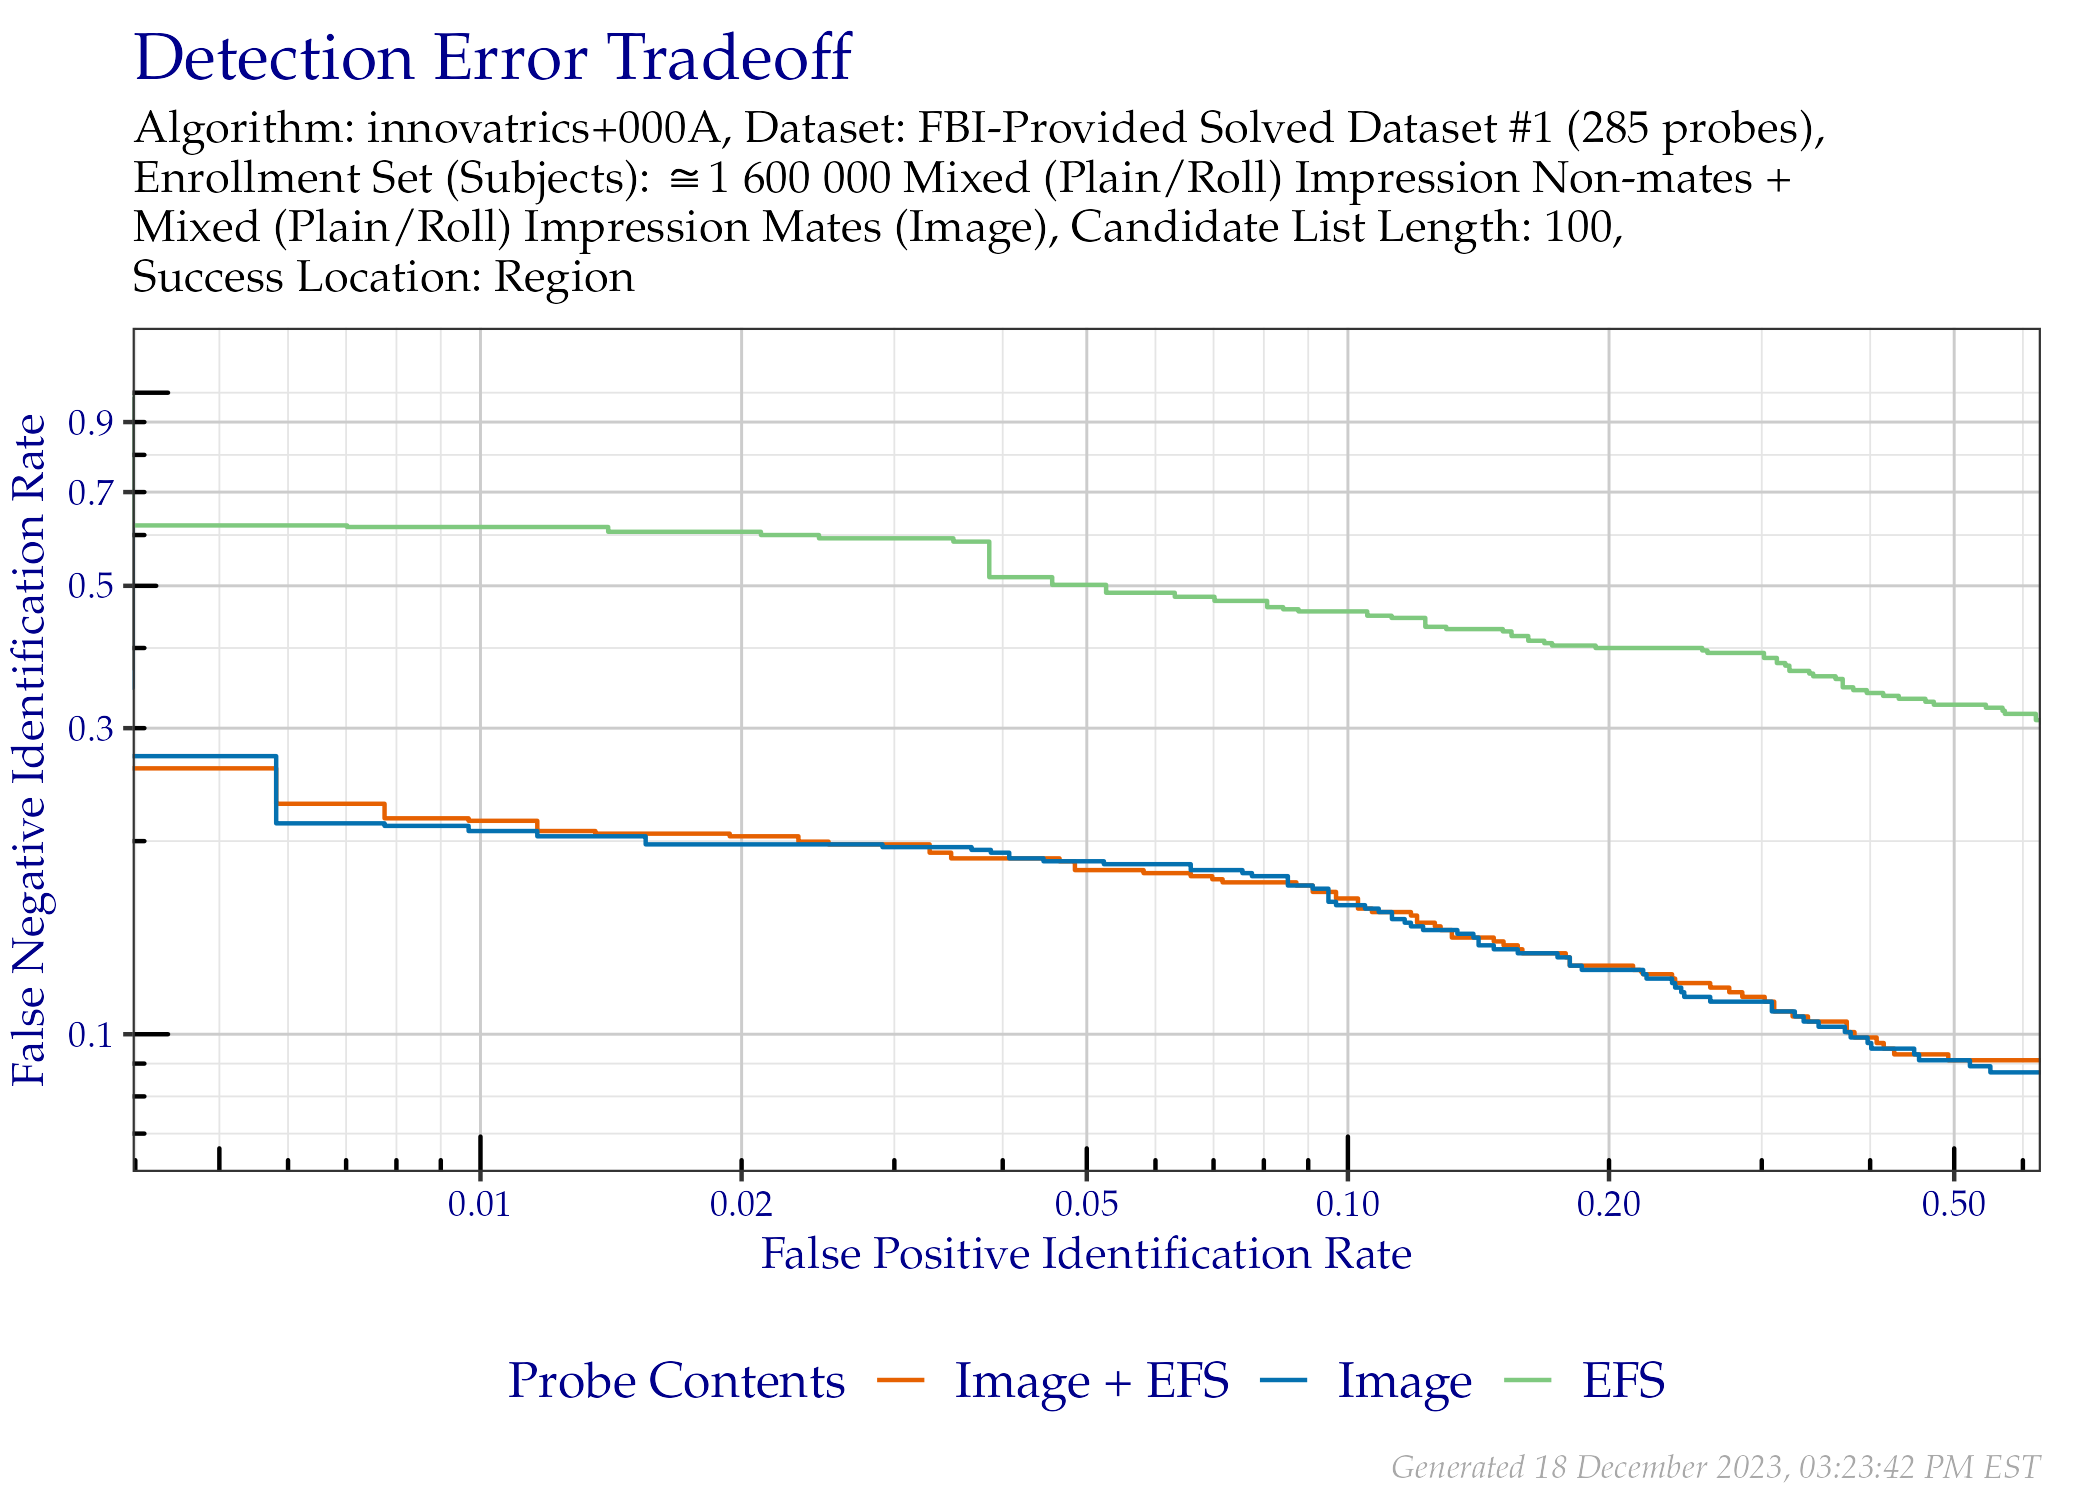 Detection Error Tradeoff
Algorithm: innovatrics+000A, Dataset: FBI-Provided Solved Dataset #1 (285 probes),
Enrollment Set (Subjects): ≅ 1 600 000 Mixed (Plain/Roll) Impression Non-mates +
Mixed (Plain/Roll) Impression Mates (Image), Candidate List Length: 100,
Success Location: Region
False Negative Identification Rate
0.9
0.7
0.5
0.3
0.1
0.01 0.02 0.05 0.10 0.20 0.50
False Positive Identification Rate
Probe Contents Image + EFS Image EFS
Generated 18 December 2023, 03:23:42 PM EST